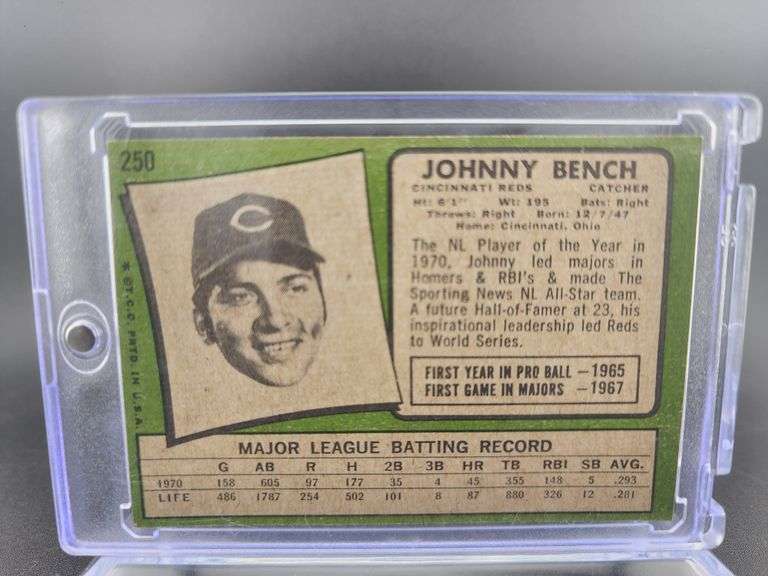 250
JOHNNY BENCH
CINCINNATI REDS CATCHER
Ht: 6'1" Wt: 195 Bats: Right
Throws: Right Born: 12/7/47
Home: Cincinnati, Ohio
The NL Player of the Year in
1970, Johnny led majors in
Homers & RBI's & made The
Sporting News NL All-Star team.
A future Hall-of-Famer at 23, his
inspirational leadership led Reds
to World Series.
FIRST YEAR IN PRO BALL —1965
FIRST GAME IN MAJORS —1967
C
* ©T.C.G. PRTD. IN U.S.A.
MAJOR LEAGUE BATTING RECORD
G AB R H 2B 3B HR TB RBI SB AVG.
1970 158 605 97 177 35 4 45 355 148 5 .293
LIFE 486 1787 254 502 101 8 87 880 326 12 .281